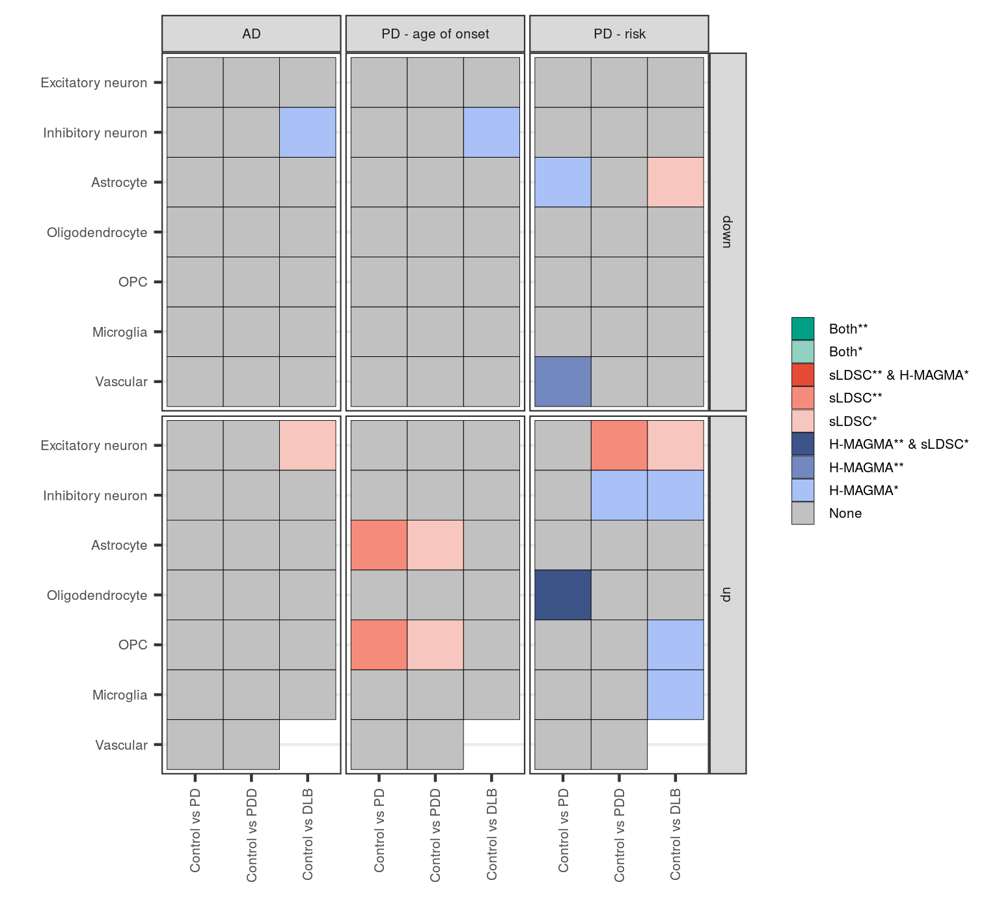 AD
PD - age of onset
PD - risk
Excitatory neuron
Inhibitory neuron
Astrocyte
Oligodendrocyte
OPC
Microglia
Vascular
down
Excitatory neuron
Inhibitory neuron
Astrocyte
Oligodendrocyte
OPC
Microglia
Vascular
up
Control vs PD
Control vs PDD
Control vs DLB
Control vs PD
Control vs PDD
Control vs DLB
Control vs PD
Control vs PDD
Control vs DLB
Both**
Both*
sLDSC** & H-MAGMA*
sLDSC**
sLDSC*
H-MAGMA** & sLDSC*
H-MAGMA**
H-MAGMA*
None